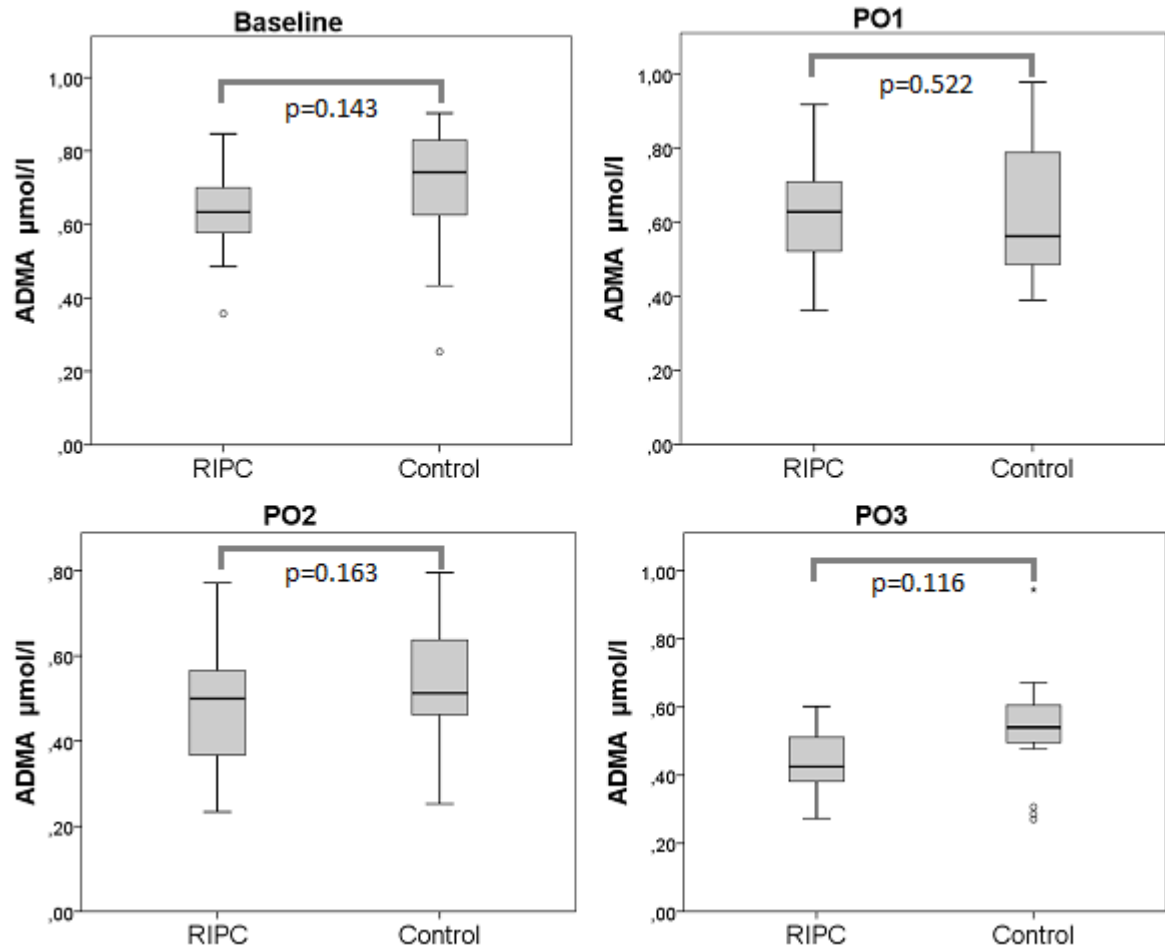 Baseline
ADMA µmol/l
1,00
,80
,60
,40
,20
,00
p=0.143
RIPC Control
PO1
ADMA µmol/l
1,00
,80
,60
,40
,20
,00
p=0.522
RIPC Control
PO2
ADMA µmol/l
,80
,60
,40
,20
,00
p=0.163
RIPC Control
PO3
ADMA µmol/l
1,00
,80
,60
,40
,20
,00
p=0.116
RIPC Control